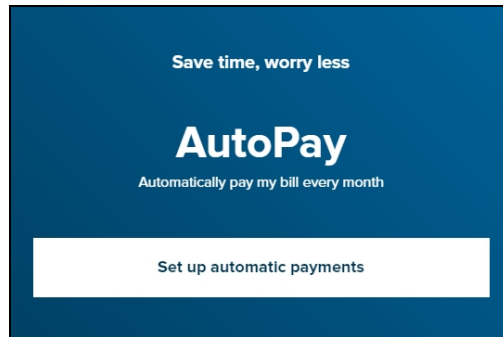 Save time, worry less
AutoPay
Automatically pay my bill every month
Set up automatic payments